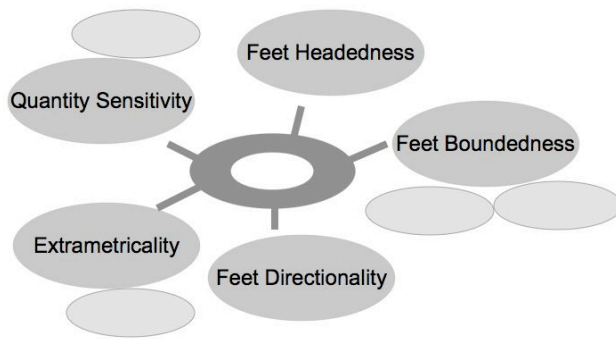 Feet Headedness
Quantity Sensitivity
Feet Boundedness
Extrametricality
Feet Directionality